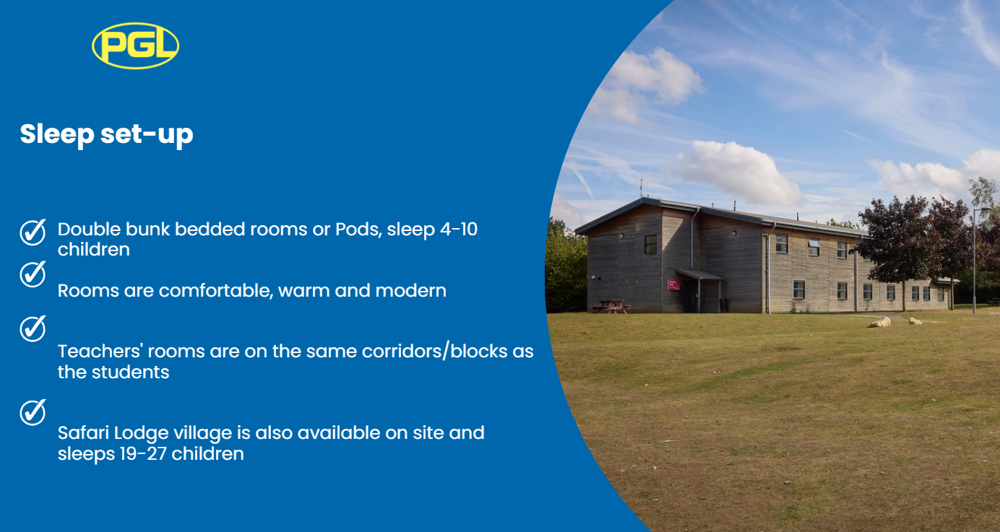 PGL
Sleep set-up
Double bunk bedded rooms or Pods, sleep 4-10
children
Rooms are comfortable, warm and modern
Teachers' rooms are on the same corridors/blocks as
the students
Safari Lodge village is also available on site and
sleeps 19-27 children